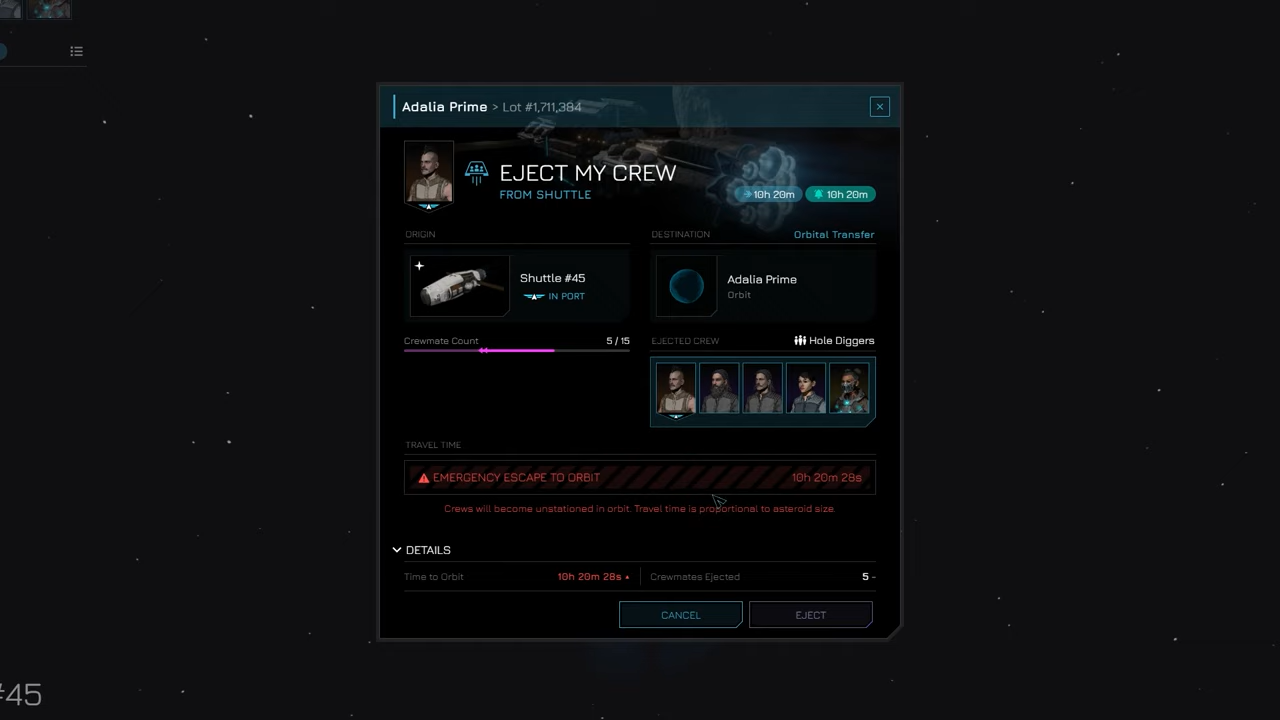 Adalia Prime > Lot #1,711,384
EJECT MY CREW
FROM SHUTTLE
10h 20m
10h 20m
ORIGIN
DESTINATION
Orbital Transfer
Shuttle #45
IN PORT
Adalia Prime
Orbit
Crewmate Count
5 / 15
EJECTED CREW
Hole Diggers
TRAVEL TIME
EMERGENCY ESCAPE TO ORBIT
10h 20m 28s
Crews will become unstationed in orbit. Travel time is proportional to asteroid size.
DETAILS
Time to Orbit
10h 20m 28s
Crewmates Ejected
5 -
CANCEL
EJECT
#45